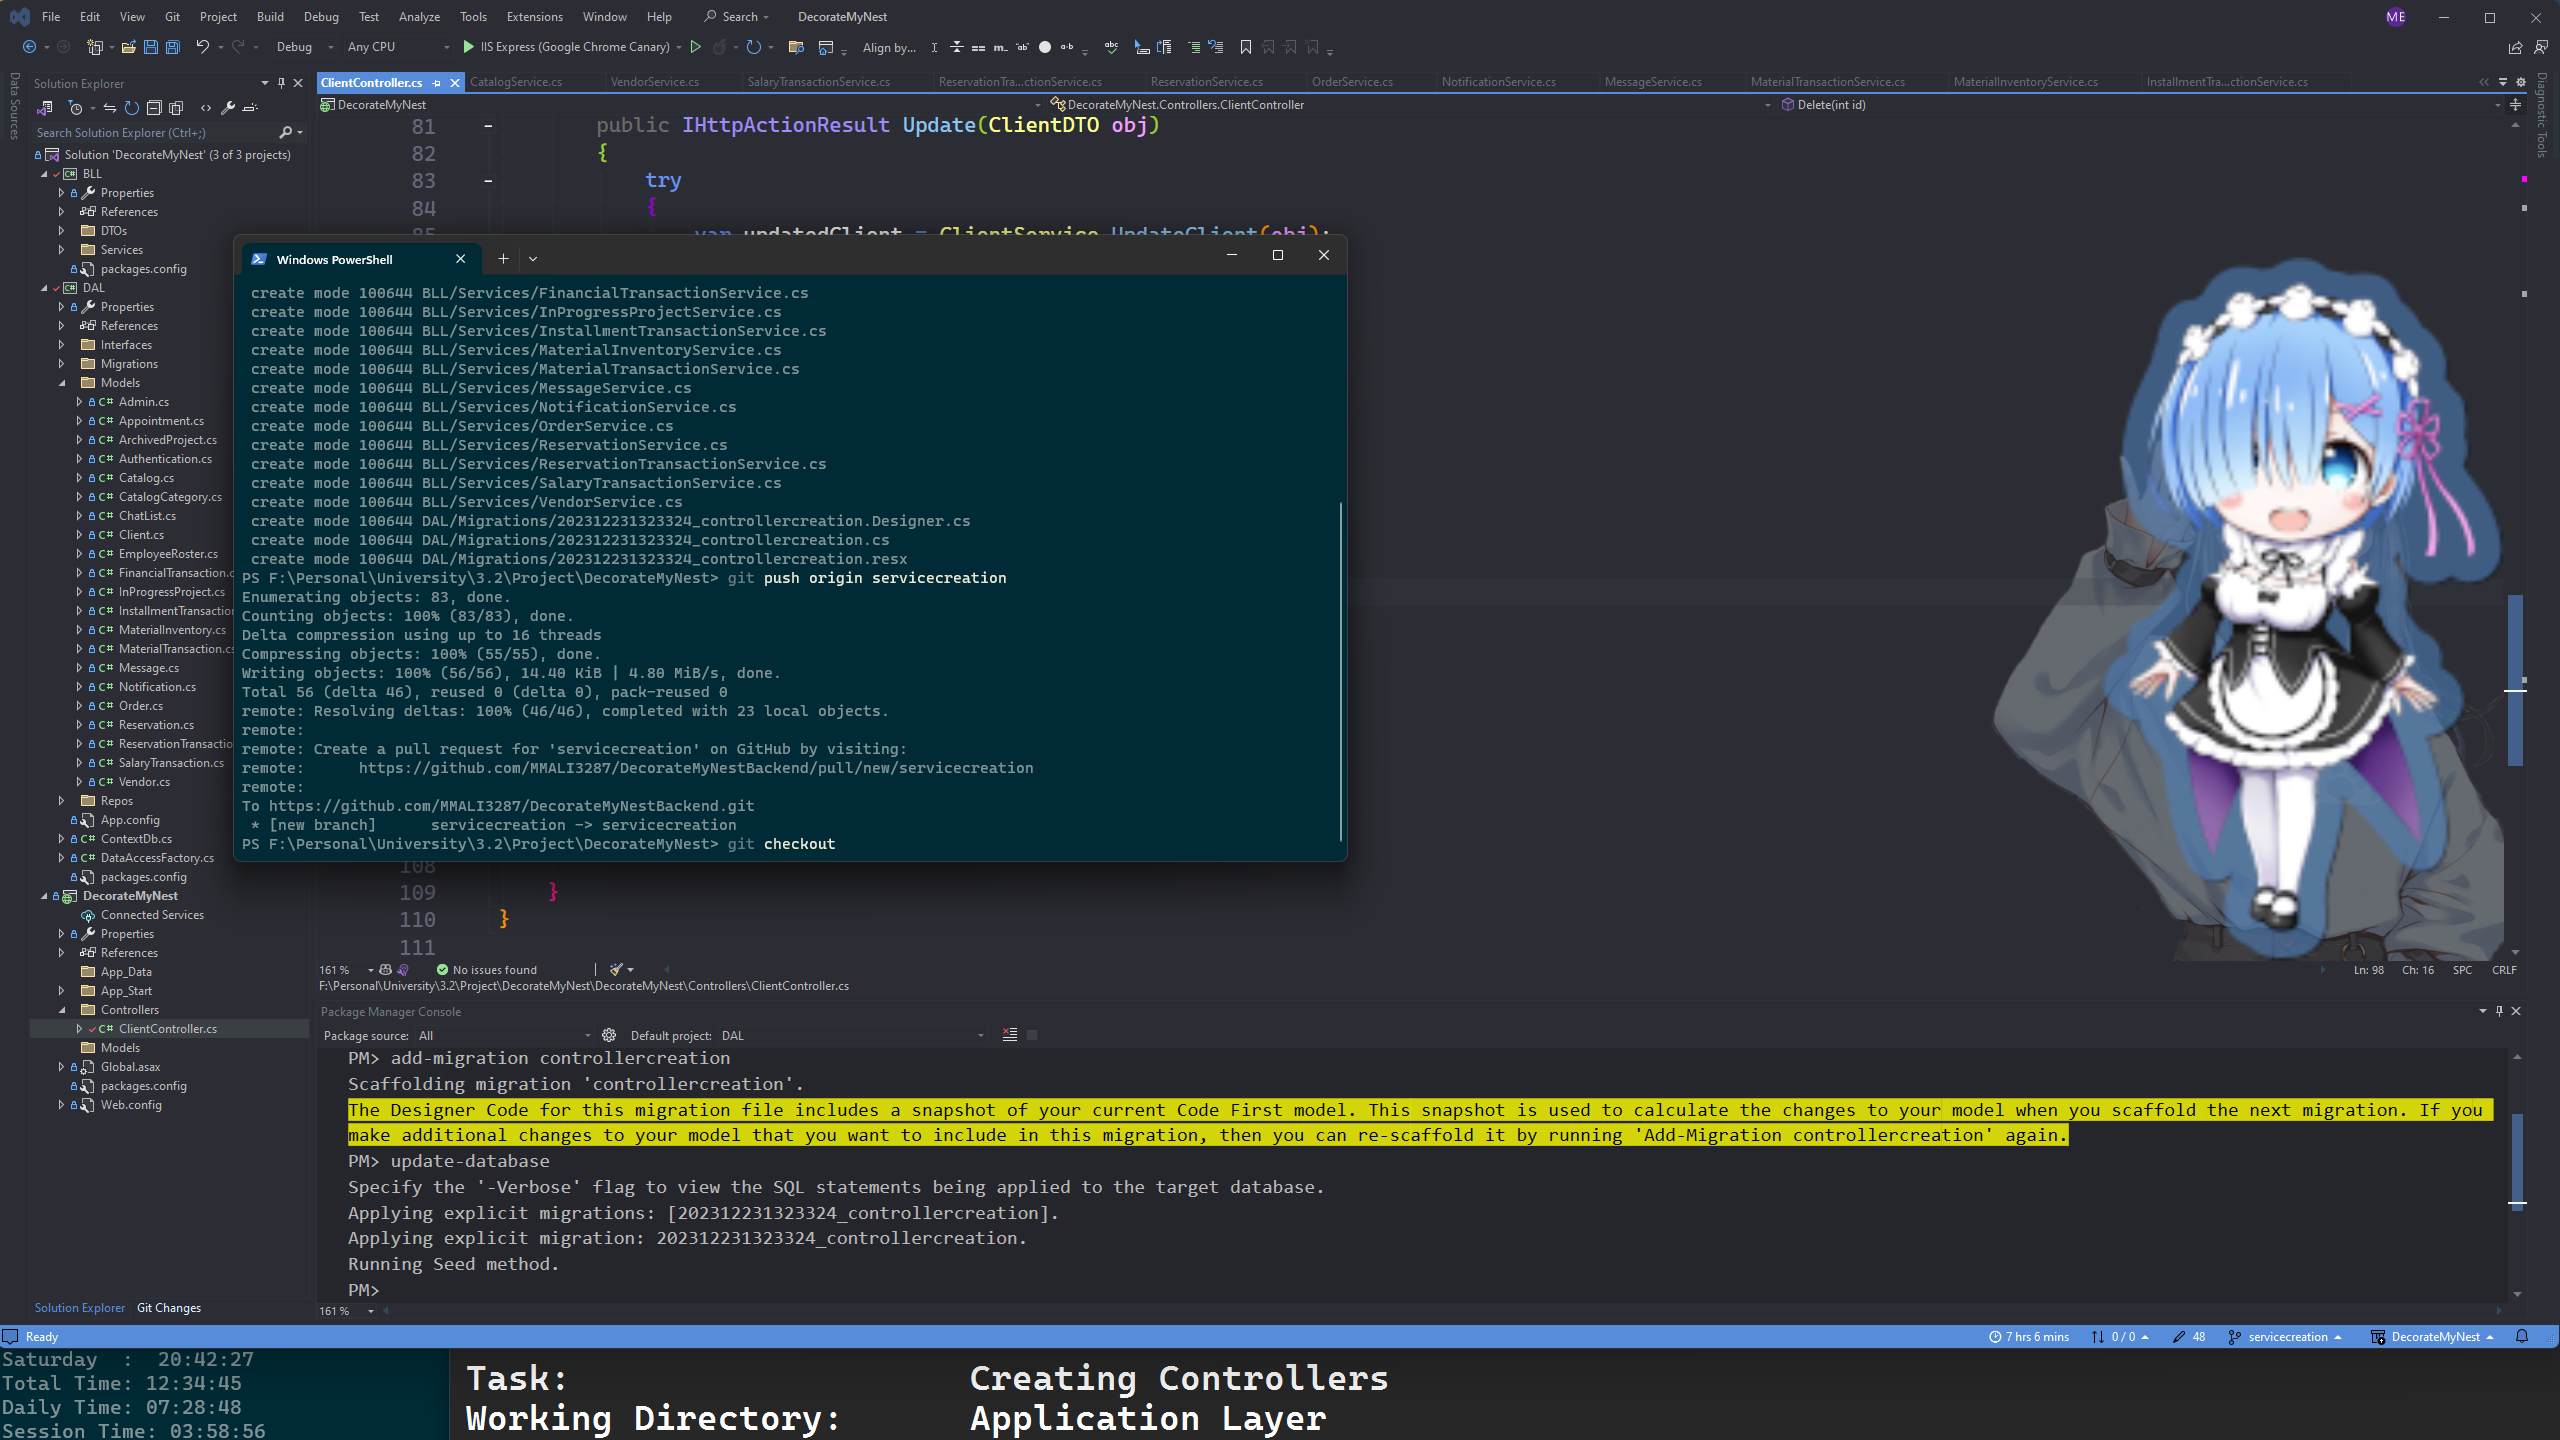 File Edit View Git Project Build Debug Test Analyze Tools Extensions Window Help Search DecorateMyNest ME
Debug Any CPU IIS Express (Google Chrome Canary) Align by...
Data Sources
Solution Explorer
Search Solution Explorer (Ctrl+;)
Solution 'DecorateMyNest' (3 of 3 projects)
BLL
Properties
References
DTOs
Services
packages.config
DAL
Properties
References
Interfaces
Migrations
Models
Admin.cs
Appointment.cs
ArchivedProject.cs
Authentication.cs
Catalog.cs
CatalogCategory.cs
ChatList.cs
Client.cs
EmployeeRoster.cs
FinancialTransaction.c
InProgressProject.cs
InstallmentTransaction
MaterialInventory.cs
MaterialTransaction.cs
Message.cs
Notification.cs
Order.cs
Reservation.cs
ReservationTransactio
SalaryTransaction.cs
Vendor.cs
Repos
App.config
ContextDb.cs
DataAccessFactory.cs
packages.config
DecorateMyNest
Connected Services
Properties
References
App_Data
App_Start
Controllers
ClientController.cs
Models
Global.asax
packages.config
Web.config
Solution Explorer Git Changes
ClientController.cs CatalogService.cs VendorService.cs SalaryTransactionService.cs ReservationTra...ctionService.cs ReservationService.cs OrderService.cs NotificationService.cs MessageService.cs MaterialTransactionService.cs MaterialInventoryService.cs InstallmentTra...ctionService.cs
DecorateMyNest DecorateMyNest.Controllers.ClientController Delete(int id)
Diagnostic Tools
81 public IHttpActionResult Update(ClientDTO obj)
82 {
83 try
84 {
85 var updatedClient = ClientService.UpdateClient(obj);
Windows PowerShell
create mode 100644 BLL/Services/FinancialTransactionService.cs
create mode 100644 BLL/Services/InProgressProjectService.cs
create mode 100644 BLL/Services/InstallmentTransactionService.cs
create mode 100644 BLL/Services/MaterialInventoryService.cs
create mode 100644 BLL/Services/MaterialTransactionService.cs
create mode 100644 BLL/Services/MessageService.cs
create mode 100644 BLL/Services/NotificationService.cs
create mode 100644 BLL/Services/OrderService.cs
create mode 100644 BLL/Services/ReservationService.cs
create mode 100644 BLL/Services/ReservationTransactionService.cs
create mode 100644 BLL/Services/SalaryTransactionService.cs
create mode 100644 BLL/Services/VendorService.cs
create mode 100644 DAL/Migrations/202312231323324_controllercreation.Designer.cs
create mode 100644 DAL/Migrations/202312231323324_controllercreation.cs
create mode 100644 DAL/Migrations/202312231323324_controllercreation.resx
PS F:\Personal\University\3.2\Project\DecorateMyNest> git push origin servicecreation
Enumerating objects: 83, done.
Counting objects: 100% (83/83), done.
Delta compression using up to 16 threads
Compressing objects: 100% (55/55), done.
Writing objects: 100% (56/56), 14.40 KiB | 4.80 MiB/s, done.
Total 56 (delta 46), reused 0 (delta 0), pack-reused 0
remote: Resolving deltas: 100% (46/46), completed with 23 local objects.
remote:
remote: Create a pull request for 'servicecreation' on GitHub by visiting:
remote:      https://github.com/MMALI3287/DecorateMyNestBackend/pull/new/servicecreation
remote:
To https://github.com/MMALI3287/DecorateMyNestBackend.git
* [new branch]      servicecreation -> servicecreation
PS F:\Personal\University\3.2\Project\DecorateMyNest> git checkout
108
109 }
110 }
111
161 % No issues found Ln: 98 Ch: 16 SPC CRLF
F:\Personal\University\3.2\Project\DecorateMyNest\DecorateMyNest\Controllers\ClientController.cs
Package Manager Console
Package source: All Default project: DAL
PM> add-migration controllercreation
Scaffolding migration 'controllercreation'.
The Designer Code for this migration file includes a snapshot of your current Code First model. This snapshot is used to calculate the changes to your model when you scaffold the next migration. If you
make additional changes to your model that you want to include in this migration, then you can re-scaffold it by running 'Add-Migration controllercreation' again.
PM> update-database
Specify the '-Verbose' flag to view the SQL statements being applied to the target database.
Applying explicit migrations: [202312231323324_controllercreation].
Applying explicit migration: 202312231323324_controllercreation.
Running Seed method.
PM>
161 %
Ready 7 hrs 6 mins 0 / 0 48 servicecreation DecorateMyNest
Saturday  :  20:42:27
Total Time: 12:34:45
Daily Time: 07:28:48
Session Time: 03:58:56
Task: Creating Controllers
Working Directory: Application Layer